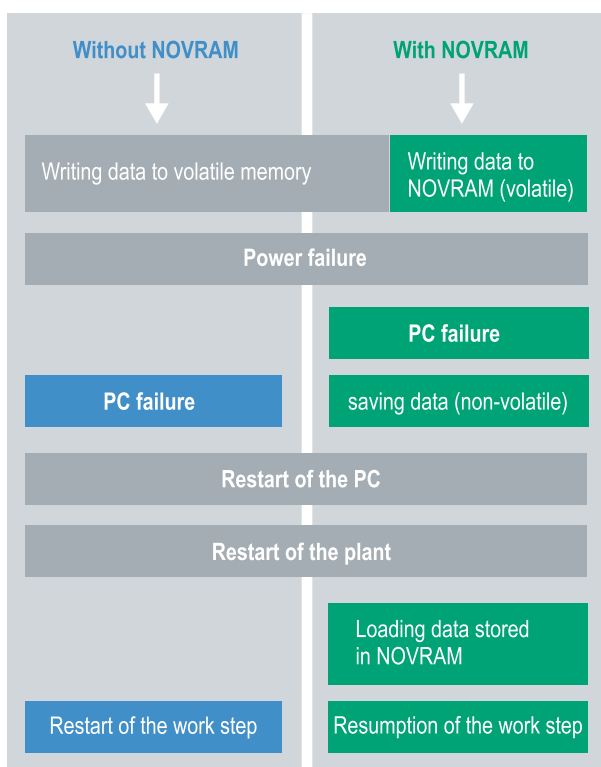 Without NOVRAM
With NOVRAM
Writing data to volatile memory
Writing data to
NOVRAM (volatile)
Power failure
PC failure
PC failure
saving data (non-volatile)
Restart of the PC
Restart of the plant
Loading data stored
in NOVRAM
Restart of the work step
Resumption of the work step